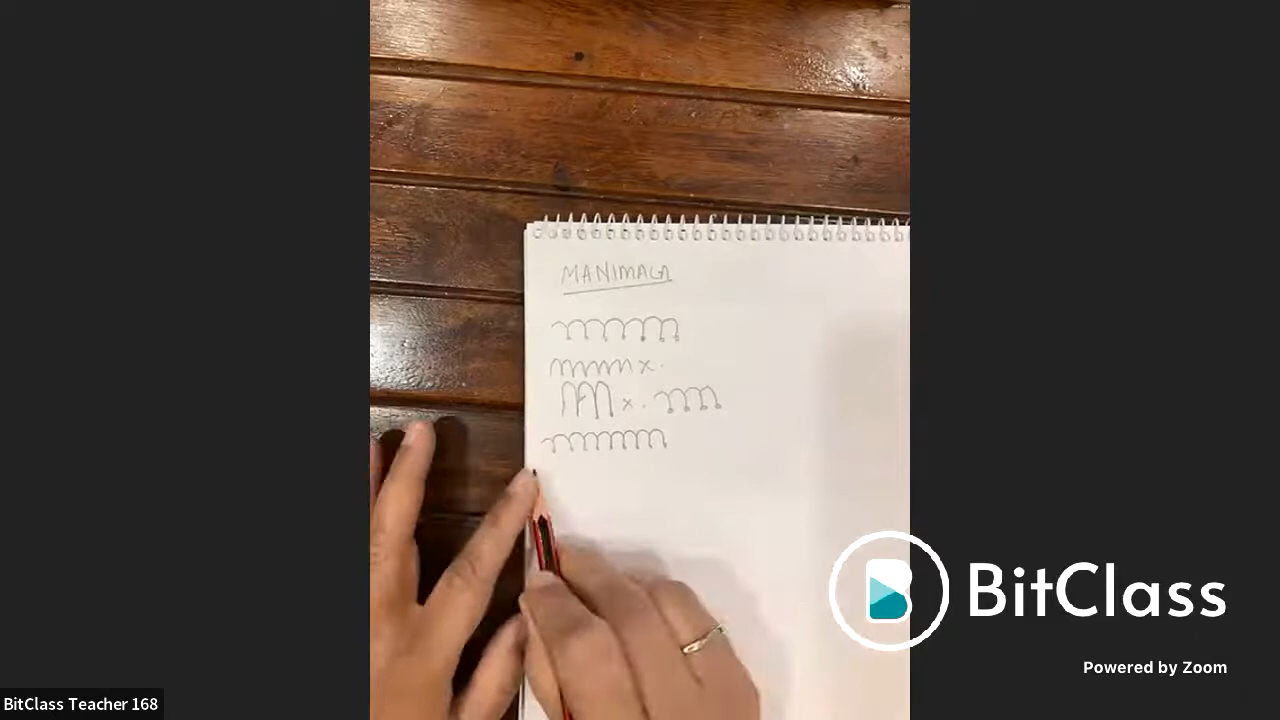 MANIMAGA
x.
x.
BitClass
Powered by Zoom
BitClass Teacher 168